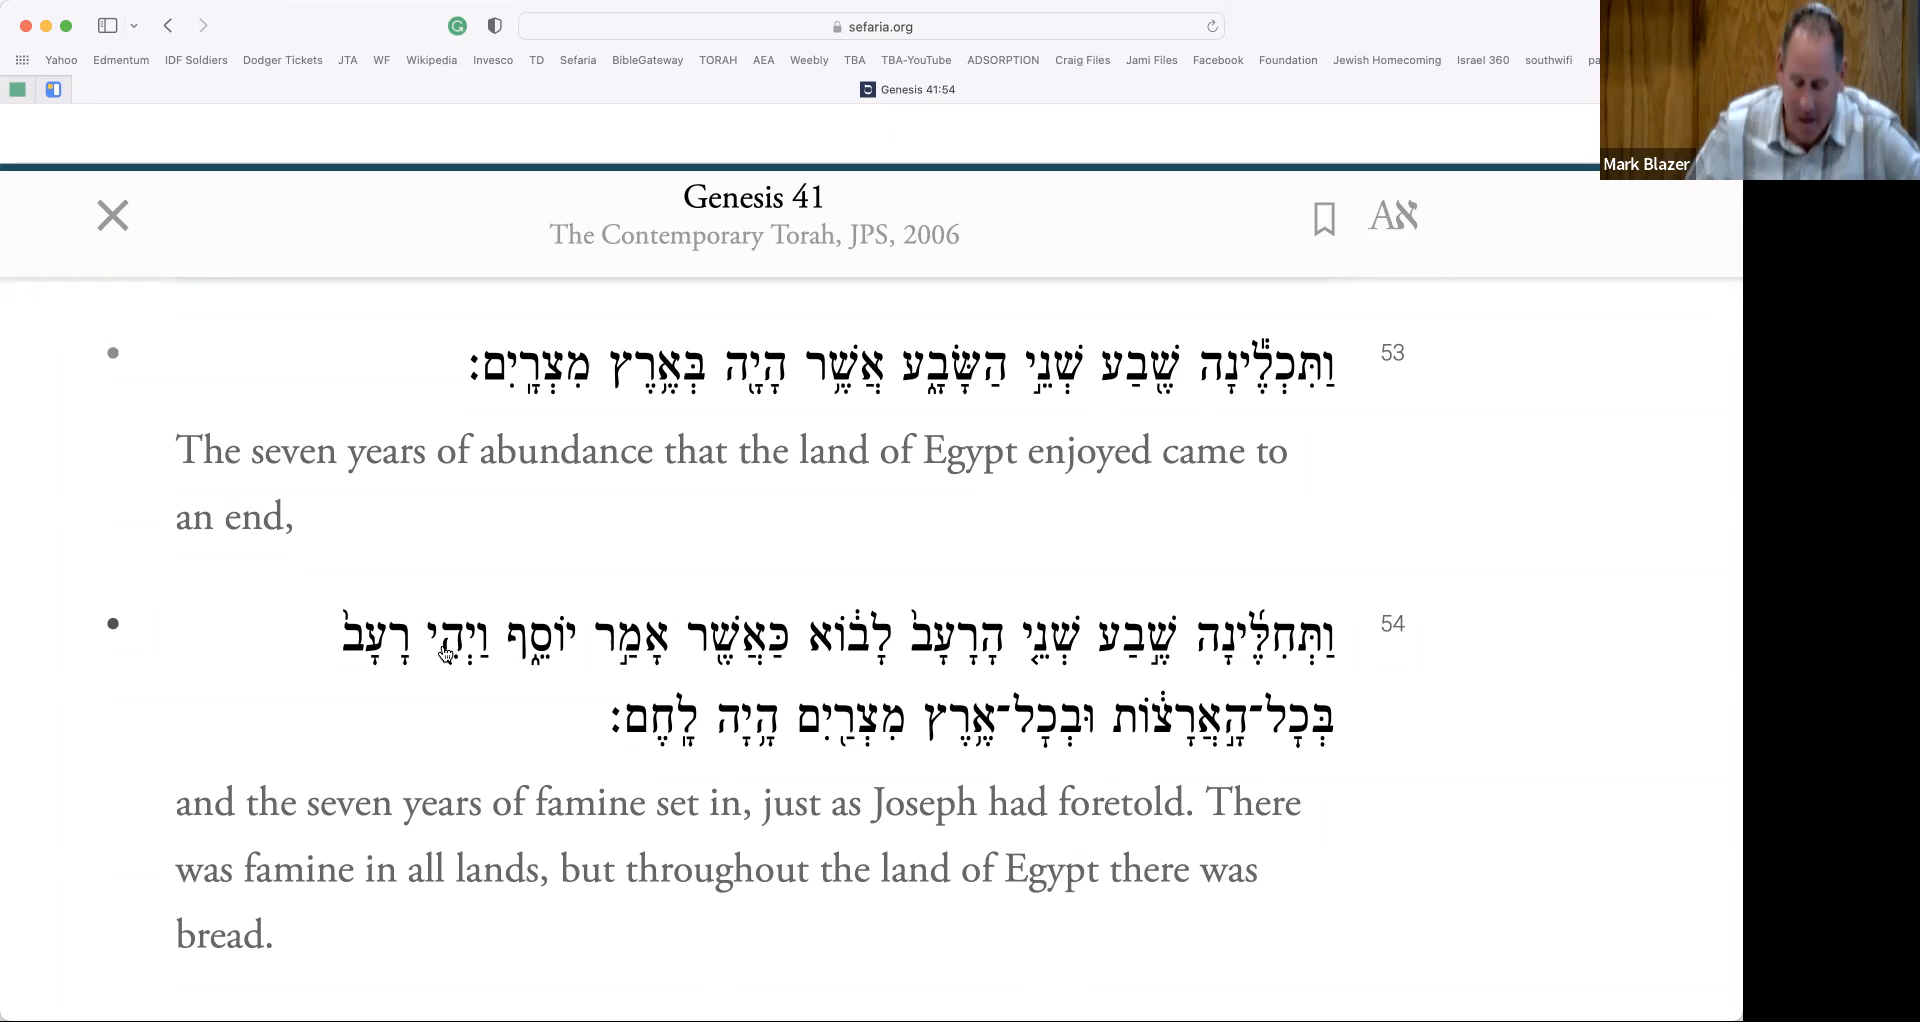 sefaria.org
Yahoo Edmentum IDF Soldiers Dodger Tickets JTA WF Wikipedia Invesco TD Sefaria BibleGateway TORAH AEA Weebly TBA TBA-YouTube ADSORPTION Craig Files Jami Files Facebook Foundation Jewish Homecoming Israel 360 southwifi pa
Genesis 41:54
Mark Blazer
Genesis 41
The Contemporary Torah, JPS, 2006
Aא
53
וַתִּכְלֶ֕ינָה שֶׁ֖בַע שְׁנֵ֣י הַשָּׂבָ֑ע אֲשֶׁ֥ר הָיָ֖ה בְּאֶ֥רֶץ מִצְרָֽיִם׃
The seven years of abundance that the land of Egypt enjoyed came to
an end,
54
וַתְּחִלֶּ֜ינָה שֶׁ֣בַע שְׁנֵ֤י הָרָעָב֙ לָב֔וֹא כַּאֲשֶׁ֖ר אָמַ֣ר יוֹסֵ֑ף וַיְהִ֤י רָעָב֙
בְּכׇל־הָ֣אֲרָצ֔וֹת וּבְכׇל־אֶ֥רֶץ מִצְרַ֖יִם הָ֥יָה לָֽחֶם׃
and the seven years of famine set in, just as Joseph had foretold. There
was famine in all lands, but throughout the land of Egypt there was
bread.